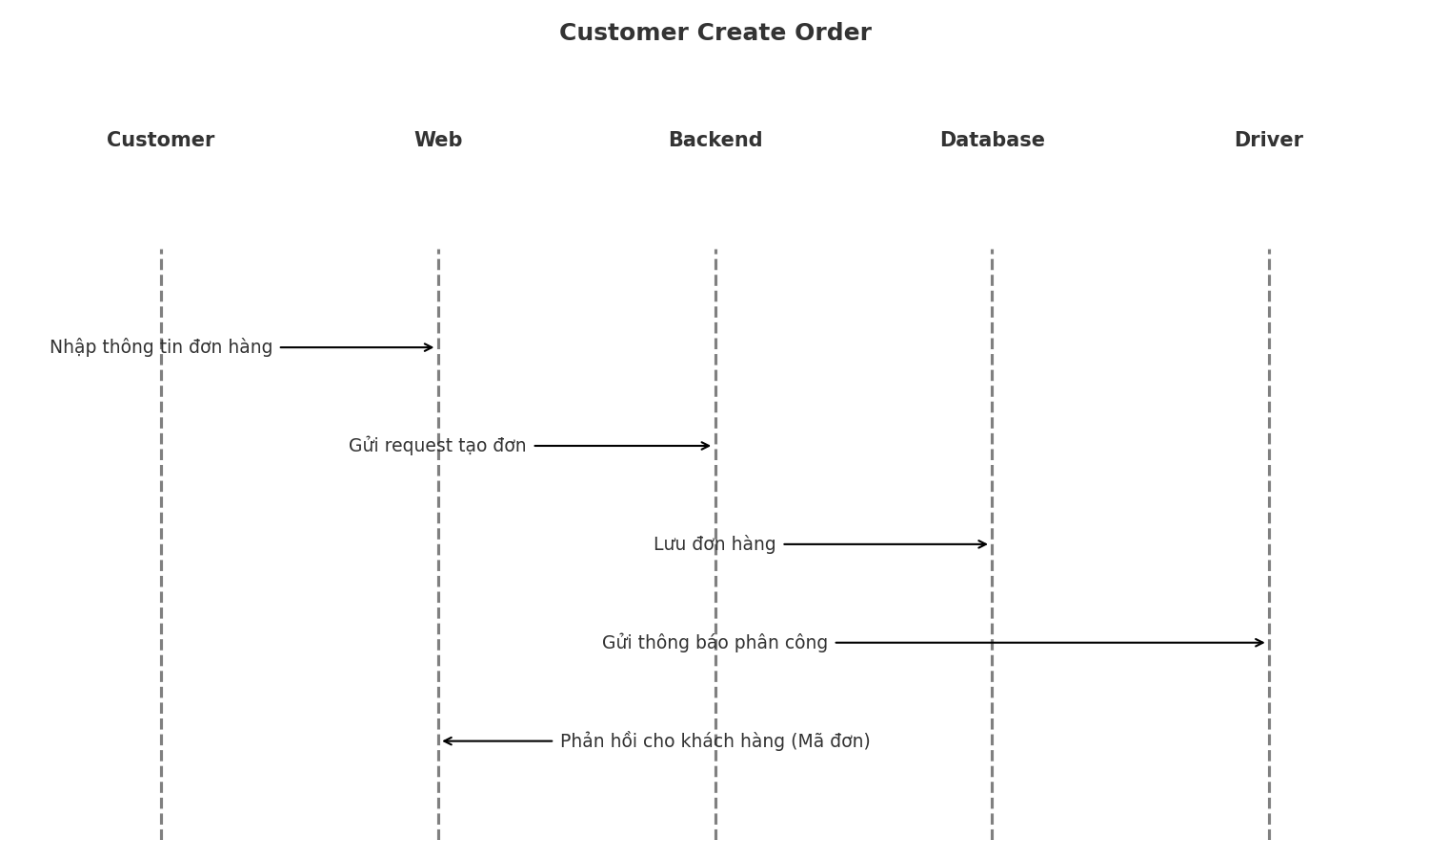 Customer Create Order
Customer Web Backend Database Driver
Nhập thông tin đơn hàng
Gửi request tạo đơn
Lưu đơn hàng
Gửi thông báo phân công
Phản hồi cho khách hàng (Mã đơn)